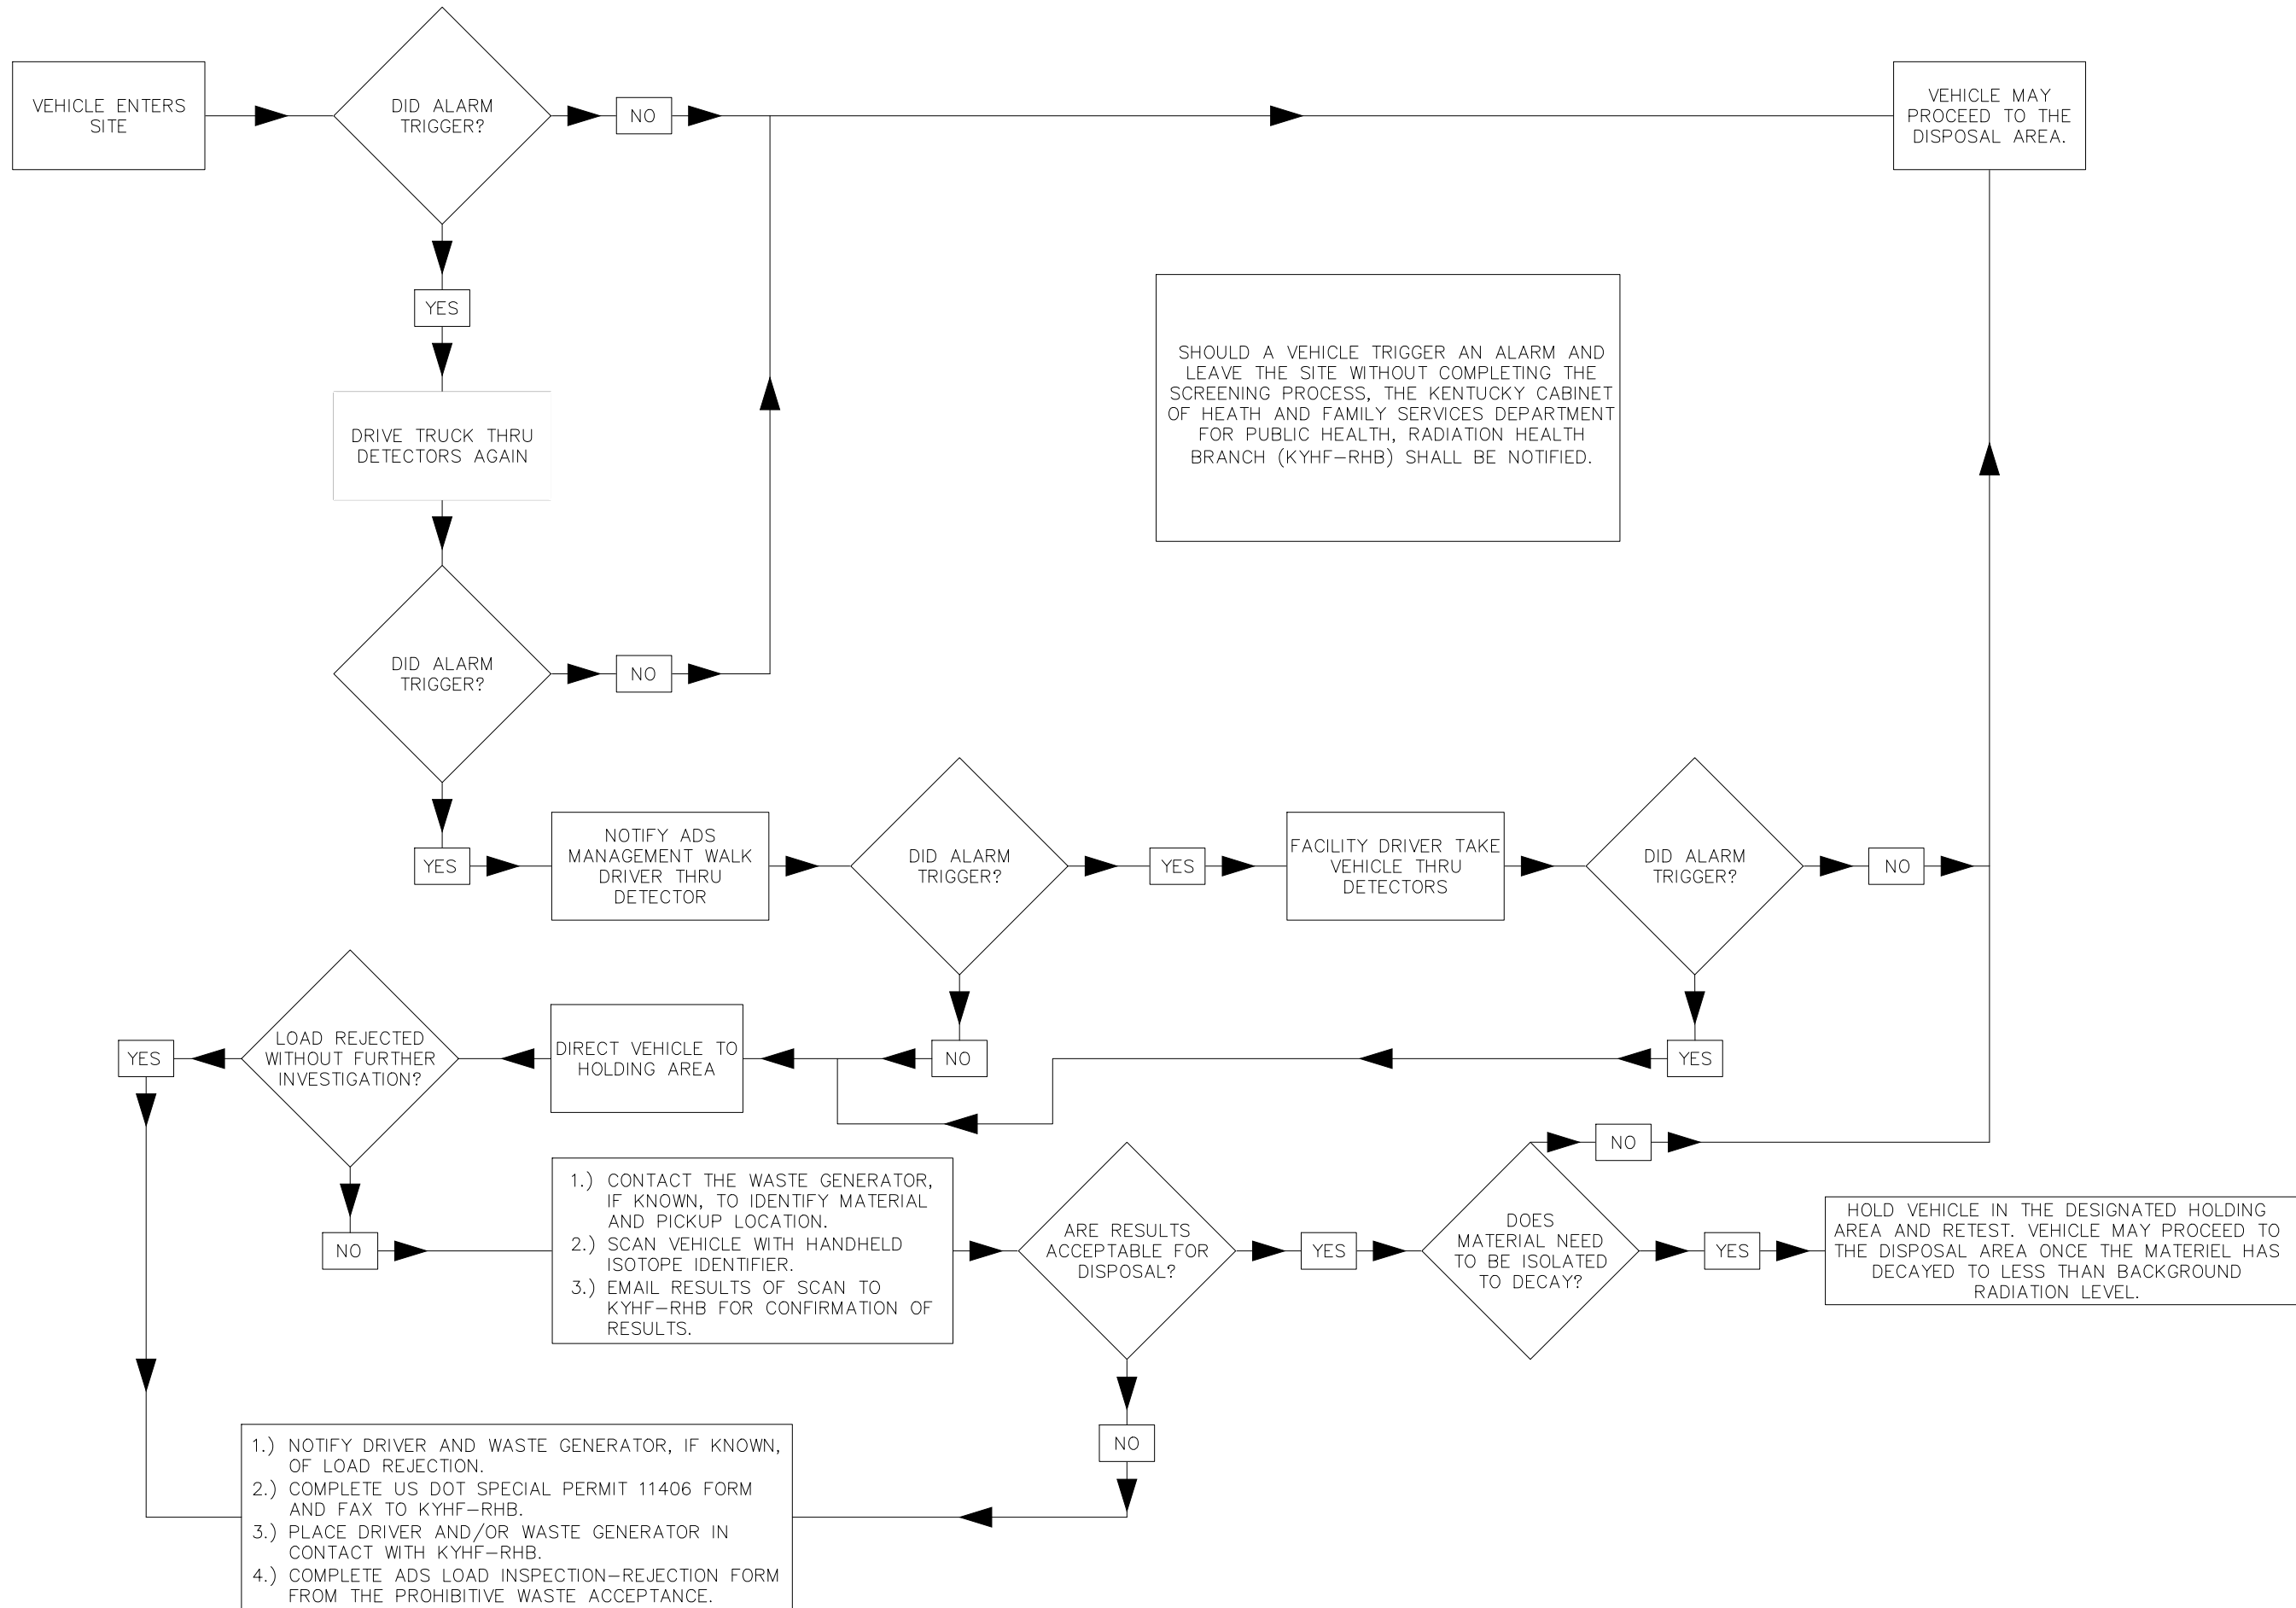 VEHICLE ENTERS
SITE
DID ALARM
TRIGGER?
NO
VEHICLE MAY
PROCEED TO THE
DISPOSAL AREA.
YES
SHOULD A VEHICLE TRIGGER AN ALARM AND
LEAVE THE SITE WITHOUT COMPLETING THE
SCREENING PROCESS, THE KENTUCKY CABINET
OF HEATH AND FAMILY SERVICES DEPARTMENT
FOR PUBLIC HEALTH, RADIATION HEALTH
BRANCH (KYHF-RHB) SHALL BE NOTIFIED.
DRIVE TRUCK THRU
DETECTORS AGAIN
DID ALARM
TRIGGER?
NO
YES
NOTIFY ADS
MANAGEMENT WALK
DRIVER THRU
DETECTOR
DID ALARM
TRIGGER?
YES
FACILITY DRIVER TAKE
VEHICLE THRU
DETECTORS
DID ALARM
TRIGGER?
NO
YES
LOAD REJECTED
WITHOUT FURTHER
INVESTIGATION?
DIRECT VEHICLE TO
HOLDING AREA
NO
YES
NO
1.) CONTACT THE WASTE GENERATOR,
IF KNOWN, TO IDENTIFY MATERIAL
AND PICKUP LOCATION.
2.) SCAN VEHICLE WITH HANDHELD
ISOTOPE IDENTIFIER.
3.) EMAIL RESULTS OF SCAN TO
KYHF-RHB FOR CONFIRMATION OF
RESULTS.
ARE RESULTS
ACCEPTABLE FOR
DISPOSAL?
YES
DOES
MATERIAL NEED
TO BE ISOLATED
TO DECAY?
NO
YES
HOLD VEHICLE IN THE DESIGNATED HOLDING
AREA AND RETEST. VEHICLE MAY PROCEED TO
THE DISPOSAL AREA ONCE THE MATERIEL HAS
DECAYED TO LESS THAN BACKGROUND
RADIATION LEVEL.
NO
1.) NOTIFY DRIVER AND WASTE GENERATOR, IF KNOWN,
OF LOAD REJECTION.
2.) COMPLETE US DOT SPECIAL PERMIT 11406 FORM
AND FAX TO KYHF-RHB.
3.) PLACE DRIVER AND/OR WASTE GENERATOR IN
CONTACT WITH KYHF-RHB.
4.) COMPLETE ADS LOAD INSPECTION-REJECTION FORM
FROM THE PROHIBITIVE WASTE ACCEPTANCE.